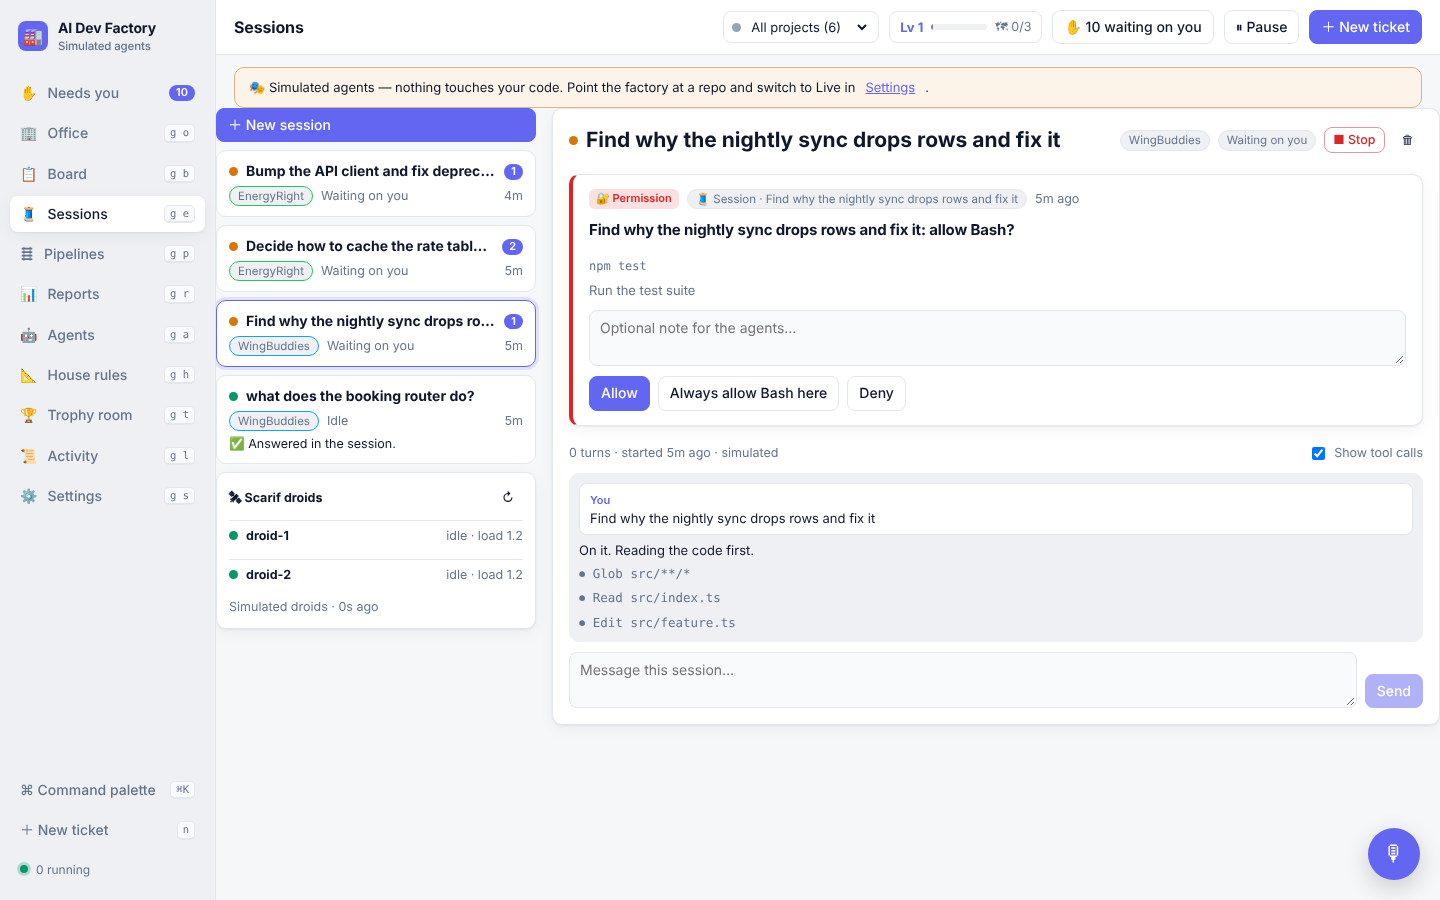 AI Dev Factory
Simulated agents
Needs you 10
Office g o
Board g b
Sessions g e
Pipelines g p
Reports g r
Agents g a
House rules g h
Trophy room g t
Activity g l
Settings g s
⌘ Command palette ⌘K
+ New ticket n
0 running
Sessions
All projects (6)
Lv 1
0/3
10 waiting on you
Pause
+ New ticket
Simulated agents — nothing touches your code. Point the factory at a repo and switch to Live in Settings .
+ New session
Bump the API client and fix deprec... 1
EnergyRight Waiting on you 4m
Decide how to cache the rate tabl... 2
EnergyRight Waiting on you 5m
Find why the nightly sync drops ro... 1
WingBuddies Waiting on you 5m
what does the booking router do?
WingBuddies Idle 5m
✅ Answered in the session.
Scarif droids
droid-1 idle · load 1.2
droid-2 idle · load 1.2
Simulated droids · 0s ago
Find why the nightly sync drops rows and fix it
WingBuddies Waiting on you Stop
Permission Session · Find why the nightly sync drops rows and fix it 5m ago
Find why the nightly sync drops rows and fix it: allow Bash?
npm test
Run the test suite
Optional note for the agents...
Allow Always allow Bash here Deny
0 turns · started 5m ago · simulated
Show tool calls
You
Find why the nightly sync drops rows and fix it
On it. Reading the code first.
● Glob src/**/*
● Read src/index.ts
● Edit src/feature.ts
Message this session...
Send